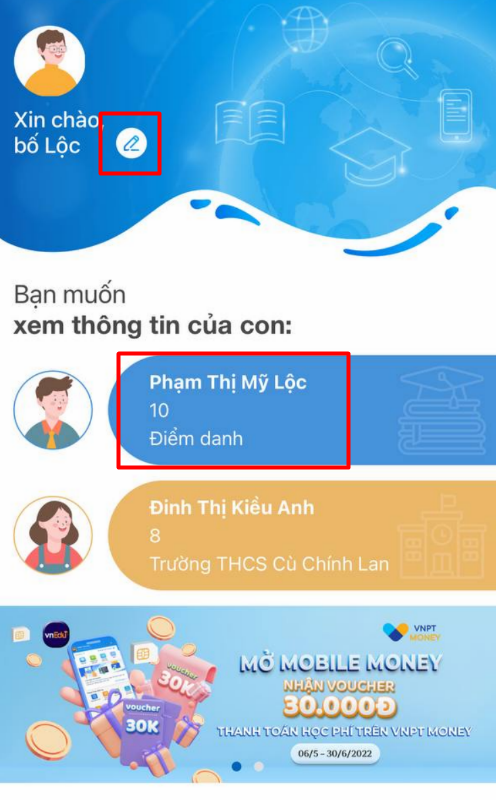 Xin chào,
bố Lộc
Bạn muốn
xem thông tin của con:
Phạm Thị Mỹ Lộc
10
Điểm danh
Đinh Thị Kiều Anh
8
Trường THCS Cù Chính Lan
vnEdu
VNPT
MONEY
MỞ MOBILE MONEY
NHẬN VOUCHER
30.000Đ
THANH TOÁN HỌC PHÍ TRÊN VNPT MONEY
06/5 - 30/6/2022
voucher
30K
voucher
30K